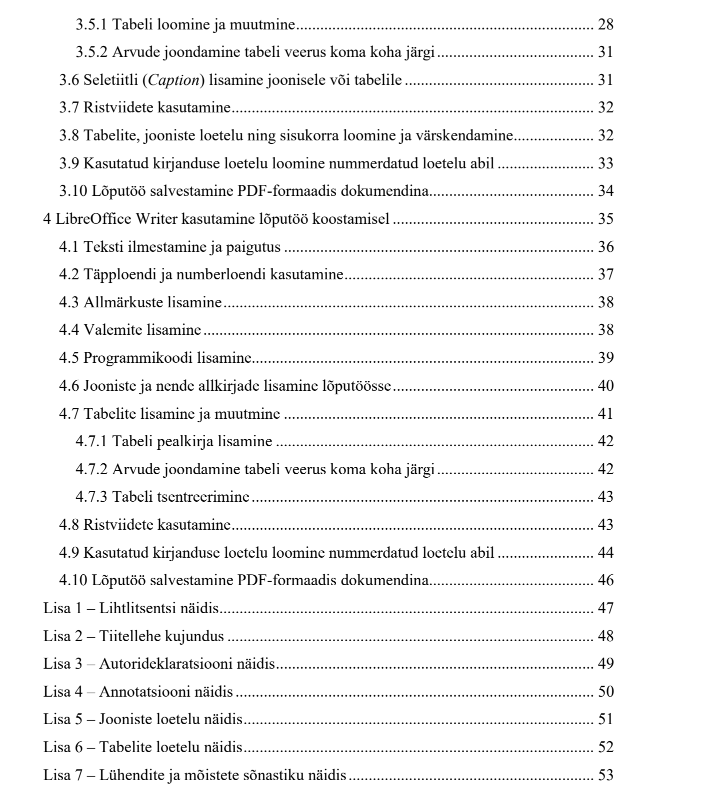 3.5.1 Tabeli loomine ja muutmine.......................................................................... 28
3.5.2 Arvude joondamine tabeli veerus koma koha järgi....................................... 31
3.6 Seletiitli (Caption) lisamine joonisele või tabelile............................................... 31
3.7 Ristviidete kasutamine.......................................................................................... 32
3.8 Tabelite, jooniste loetelu ning sisukorra loomine ja värskendamine.................... 32
3.9 Kasutatud kirjanduse loetelu loomine nummerdatud loetelu abil........................ 33
3.10 Lõputöö salvestamine PDF-formaadis dokumendina......................................... 34
4 LibreOffice Writer kasutamine lõputöö koostamisel.................................................. 35
4.1 Teksti ilmestamine ja paigutus............................................................................. 36
4.2 Täpploendi ja numberloendi kasutamine.............................................................. 37
4.3 Allmärkuste lisamine............................................................................................ 38
4.4 Valemite lisamine................................................................................................. 38
4.5 Programmikoodi lisamine..................................................................................... 39
4.6 Jooniste ja nende allkirjade lisamine lõputöösse.................................................. 40
4.7 Tabelite lisamine ja muutmine............................................................................. 41
4.7.1 Tabeli pealkirja lisamine............................................................................... 42
4.7.2 Arvude joondamine tabeli veerus koma koha järgi....................................... 42
4.7.3 Tabeli tsentreerimine..................................................................................... 43
4.8 Ristviidete kasutamine.......................................................................................... 43
4.9 Kasutatud kirjanduse loetelu loomine nummerdatud loetelu abil........................ 44
4.10 Lõputöö salvestamine PDF-formaadis dokumendina......................................... 46
Lisa 1 – Lihtlitsentsi näidis............................................................................................. 47
Lisa 2 – Tiitellehe kujundus........................................................................................... 48
Lisa 3 – Autorideklaratsiooni näidis............................................................................... 49
Lisa 4 – Annotatsiooni näidis......................................................................................... 50
Lisa 5 – Jooniste loetelu näidis....................................................................................... 51
Lisa 6 – Tabelite loetelu näidis....................................................................................... 52
Lisa 7 – Lühendite ja mõistete sõnastiku näidis............................................................. 53